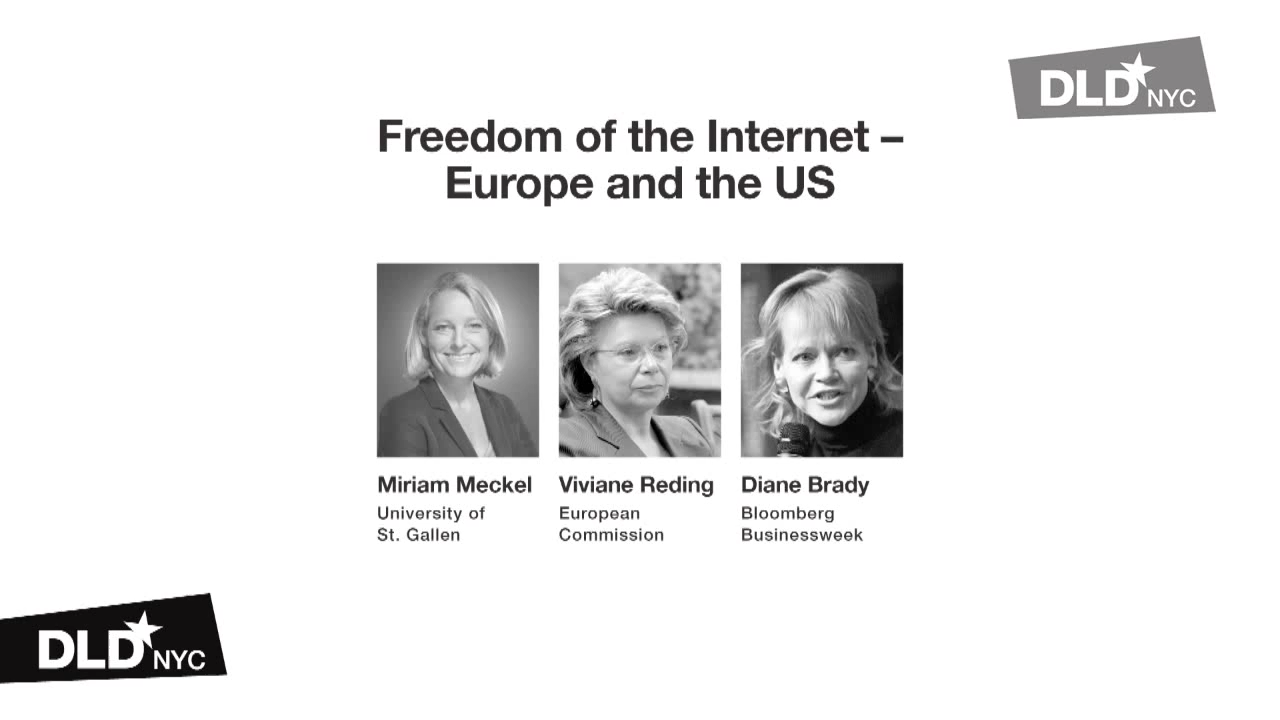 DLD NYC
Freedom of the Internet –
Europe and the US
Miriam Meckel
University of
St. Gallen
Viviane Reding
European
Commission
Diane Brady
Bloomberg
Businessweek
DLD NYC